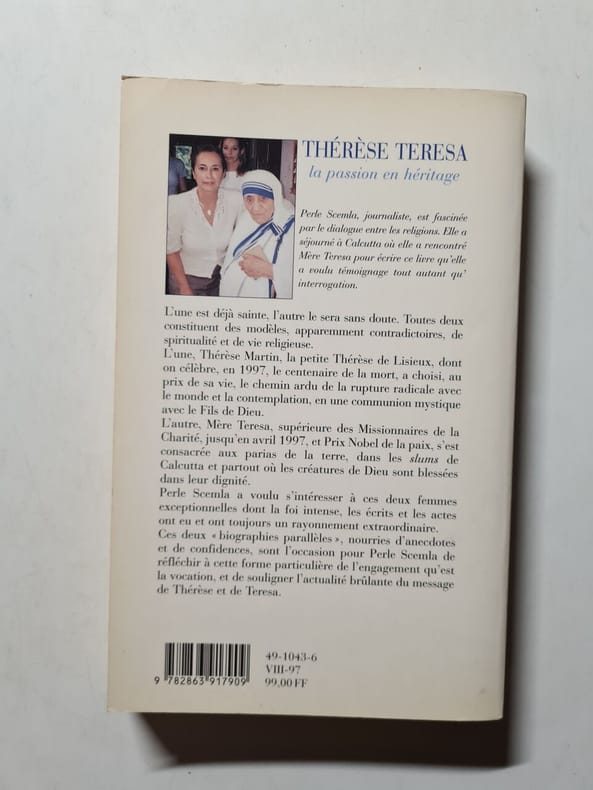 THÉRÈSE TERESA
la passion en héritage
Perle Scemla, journaliste, est fascinée
par le dialogue entre les religions. Elle a
séjourné à Calcutta où elle a rencontré
Mère Teresa pour écrire ce livre qu'elle
a voulu témoignage tout autant qu'
interrogation.
L'une est déjà sainte, l'autre le sera sans doute. Toutes deux
constituent des modèles, apparemment contradictoires, de
spiritualité et de vie religieuse.
L'une, Thérèse Martin, la petite Thérèse de Lisieux, dont
on célèbre, en 1997, le centenaire de la mort, a choisi, au
prix de sa vie, le chemin ardu de la rupture radicale avec
le monde et la contemplation, en une communion mystique
avec le Fils de Dieu.
L'autre, Mère Teresa, supérieure des Missionnaires de la
Charité, jusqu'en avril 1997, et Prix Nobel de la paix, s'est
consacrée aux parias de la terre, dans les slums de
Calcutta et partout où les créatures de Dieu sont blessées
dans leur dignité.
Perle Scemla a voulu s'intéresser à ces deux femmes
exceptionnelles dont la foi intense, les écrits et les actes
ont eu et ont toujours un rayonnement extraordinaire.
Ces deux « biographies parallèles », nourries d'anecdotes
et de confidences, sont l'occasion pour Perle Scemla de
réfléchir à cette forme particulière de l'engagement qu'est
la vocation, et de souligner l'actualité brûlante du message
de Thérèse et de Teresa.
49-1043-6
VIII-97
99,00 FF
9 782863 917909